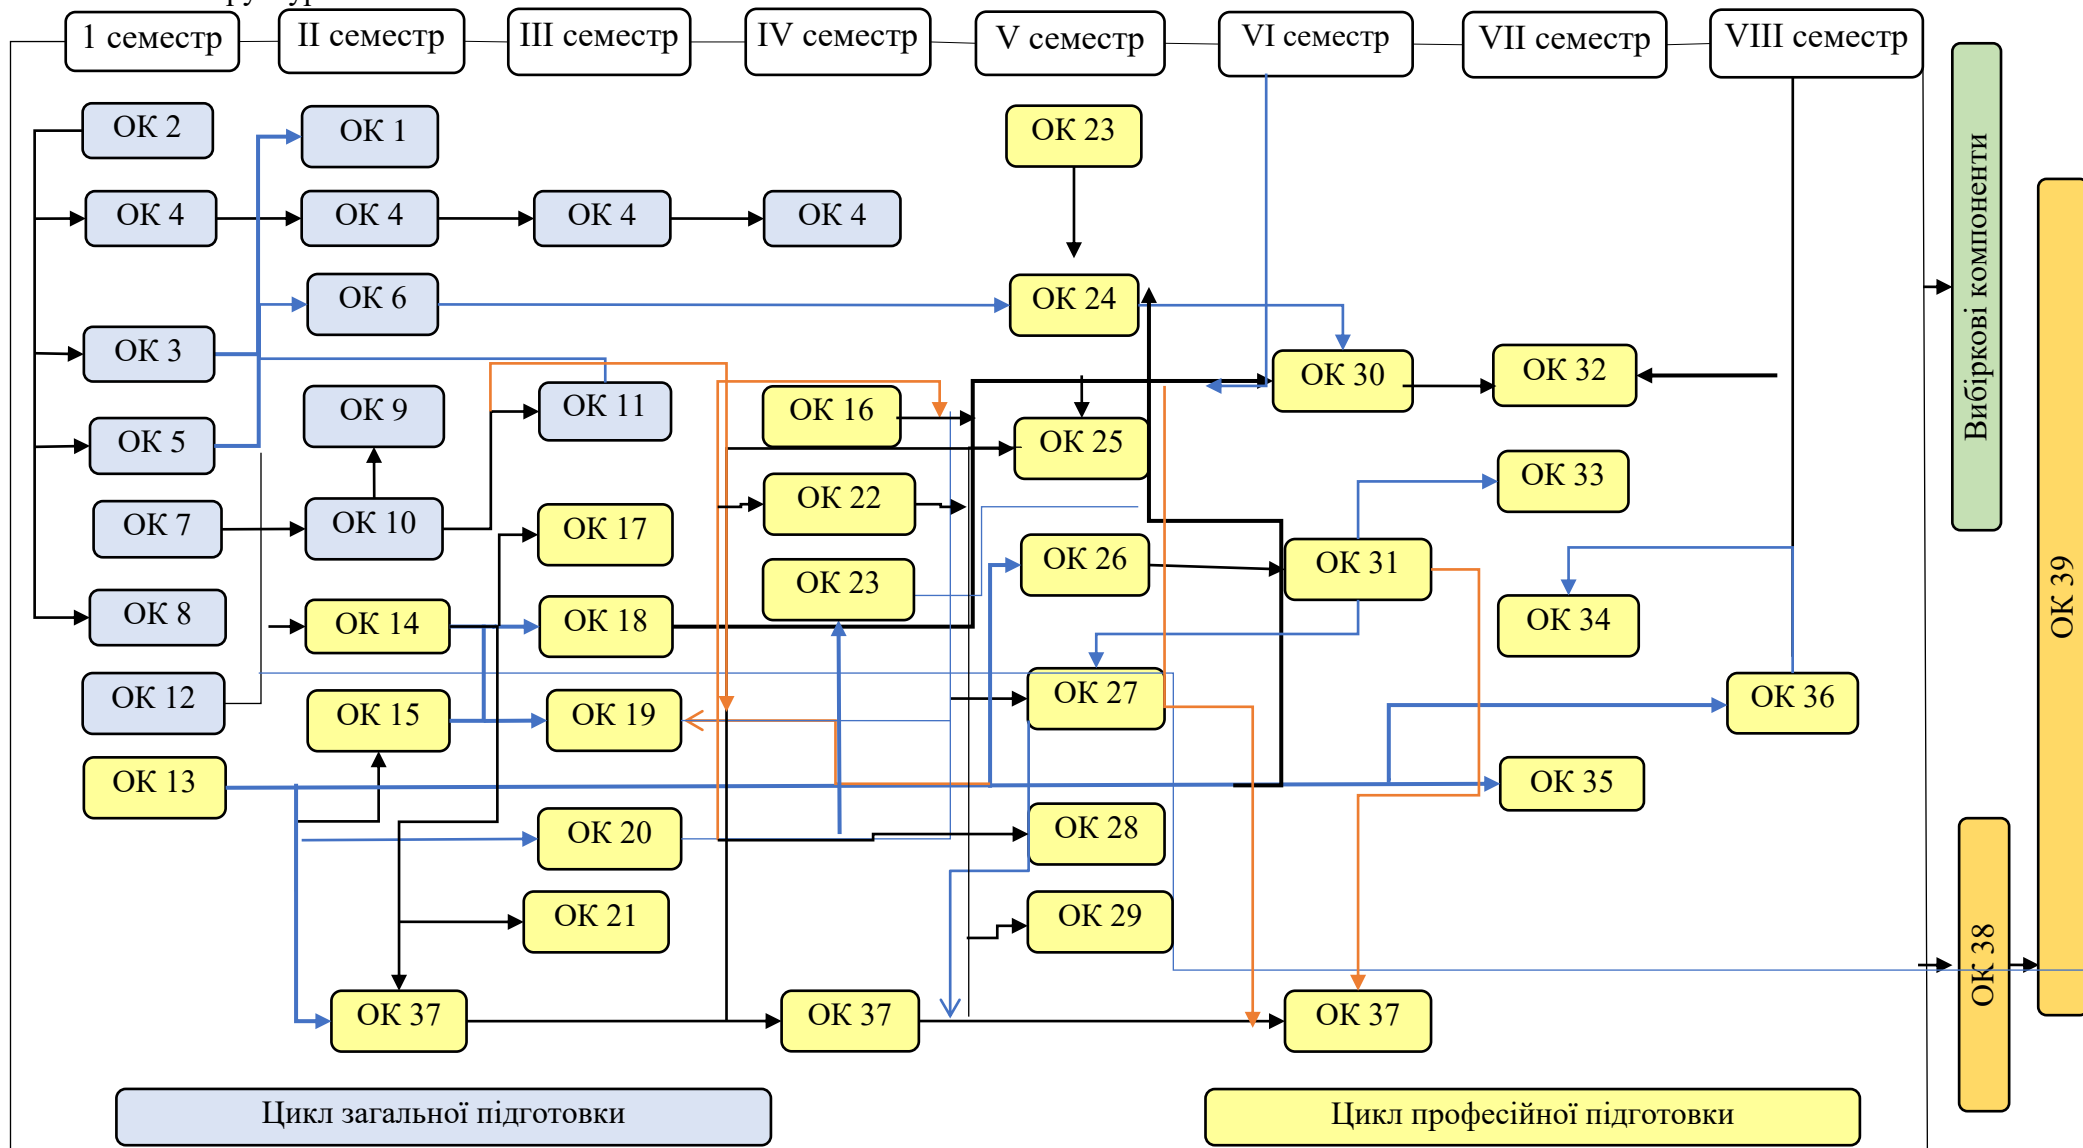 1 семестр
ІІ семестр
ІІІ семестр
IV семестр
V семестр
VI семестр
VII семестр
VIII семестр
ОК 2
ОК 1
ОК 23
ОК 4
ОК 4
ОК 4
ОК 4
ОК 6
ОК 24
ОК 3
ОК 30
ОК 32
ОК 9
ОК 11
ОК 16
ОК 5
ОК 25
ОК 33
ОК 7
ОК 10
ОК 17
ОК 22
ОК 26
ОК 31
ОК 23
ОК 8
ОК 14
ОК 18
ОК 34
ОК 12
ОК 15
ОК 19
ОК 27
ОК 36
ОК 13
ОК 35
ОК 20
ОК 28
ОК 21
ОК 29
ОК 37
ОК 37
ОК 37
Вибіркові компоненти
ОК 38
ОК 39
Цикл загальної підготовки
Цикл професійної підготовки